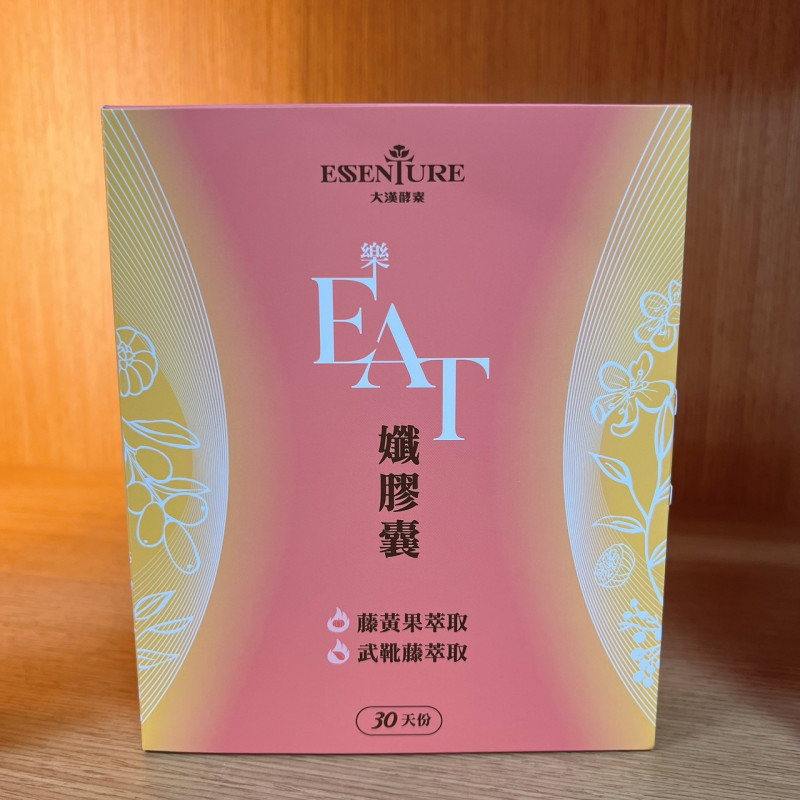 ESSENTURE
大漢酵素
樂
EAT
孅膠囊
藤黃果萃取
武靴藤萃取
30天份